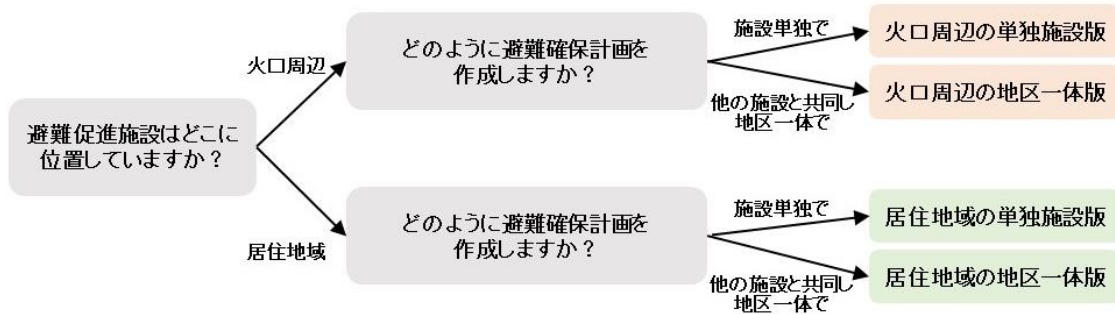 避難促進施設はどこに
位置していますか？
火口周辺
どのように避難確保計画を
作成しますか？
施設単独で
火口周辺の単独施設版
他の施設と共同し
地区一体で
火口周辺の地区一体版
居住地域
どのように避難確保計画を
作成しますか？
施設単独で
居住地域の単独施設版
他の施設と共同し
地区一体で
居住地域の地区一体版